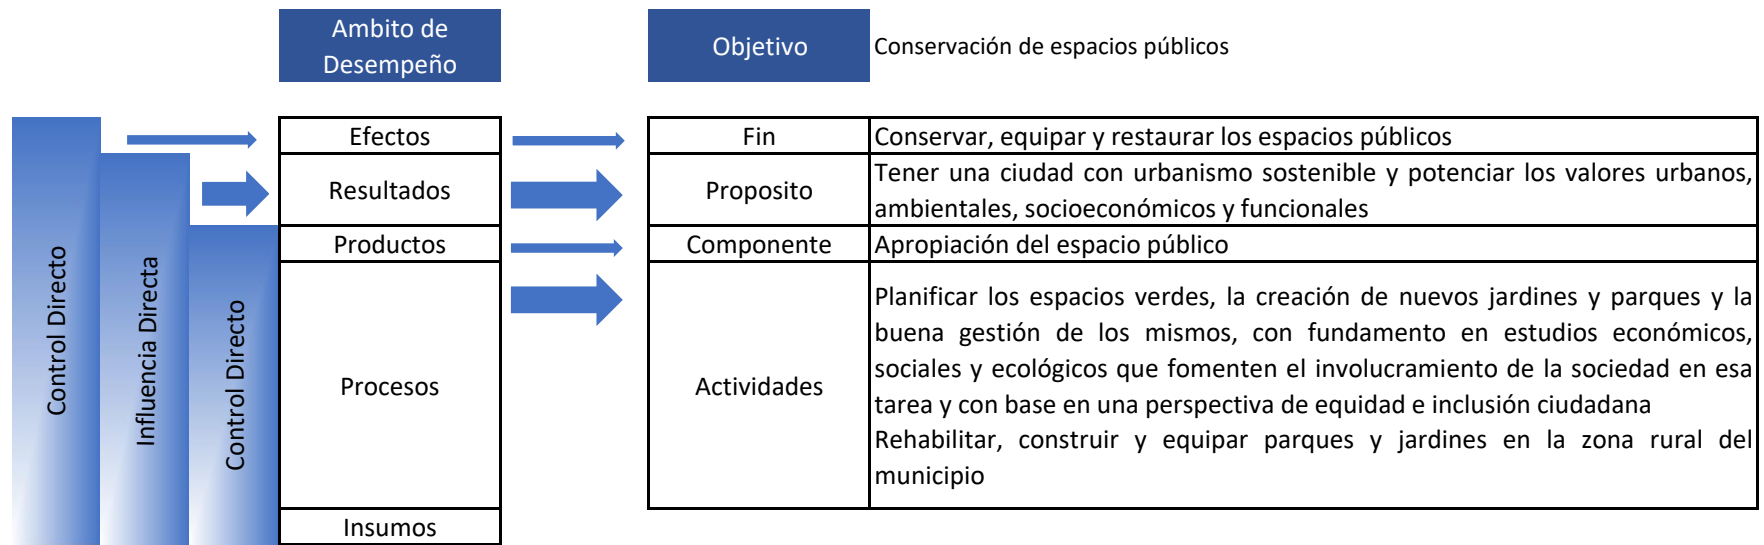 Ambito de
Desempeño
Objetivo
Conservación de espacios públicos
Control Directo
Influencia Directa
Control Directo
Efectos
Fin
Conservar, equipar y restaurar los espacios públicos
Resultados
Proposito
Tener una ciudad con urbanismo sostenible y potenciar los valores urbanos,
ambientales, socioeconómicos y funcionales
Productos
Componente
Apropiación del espacio público
Procesos
Actividades
Planificar los espacios verdes, la creación de nuevos jardines y parques y la
buena gestión de los mismos, con fundamento en estudios económicos,
sociales y ecológicos que fomenten el involucramiento de la sociedad en esa
tarea y con base en una perspectiva de equidad e inclusión ciudadana
Rehabilitar, construir y equipar parques y jardines en la zona rural del
municipio
Insumos